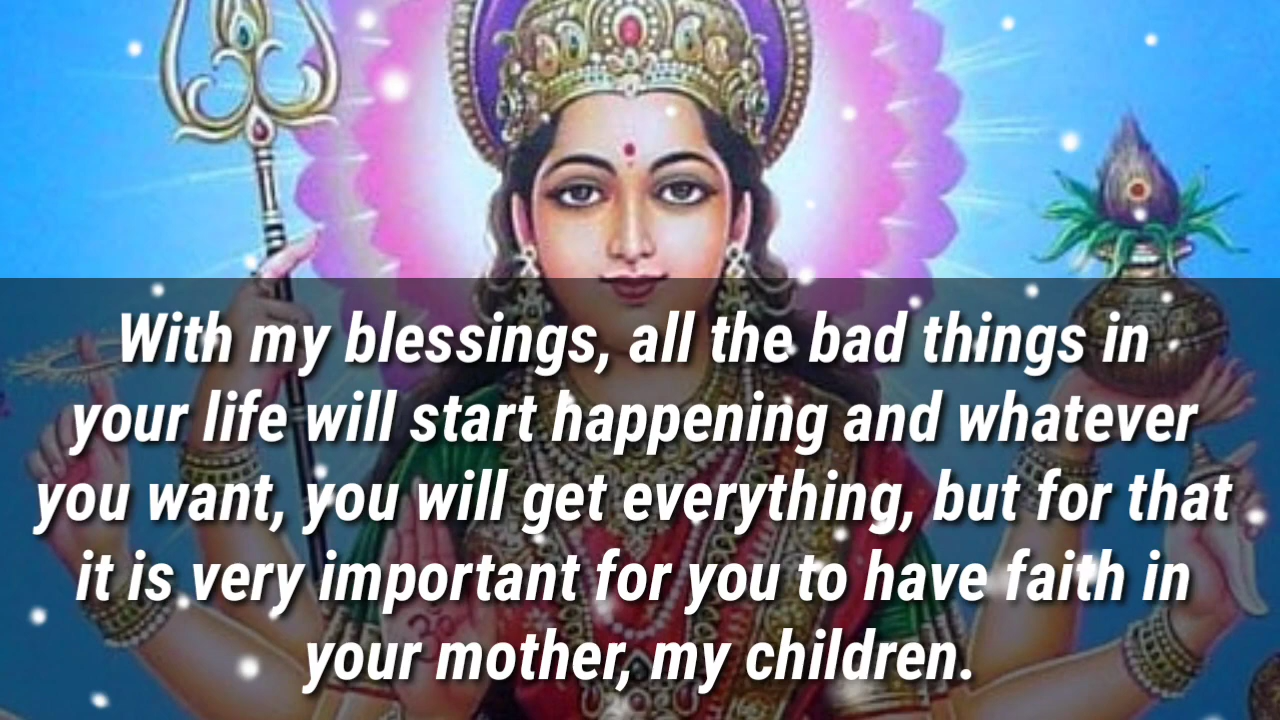 With my blessings, all the bad things in
your life will start happening and whatever
you want, you will get everything, but for that
it is very important for you to have faith in
your mother, my children.
ॐ